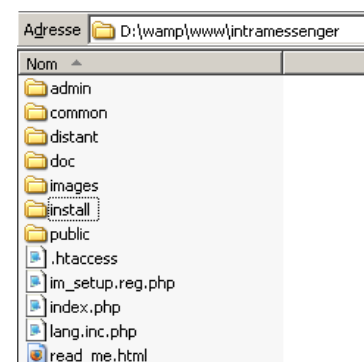 Adresse D:\wamp\www\intramessenger
Nom
admin
common
distant
doc
images
install
public
.htaccess
im_setup.reg.php
index.php
lang.inc.php
read_me.html